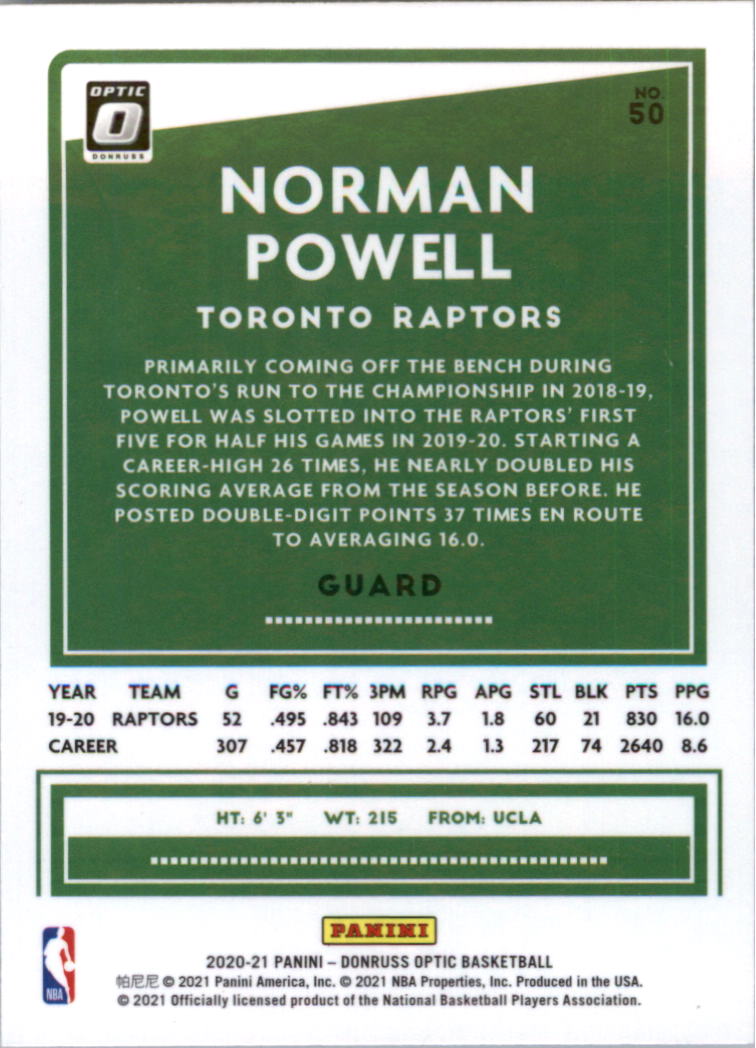 OPTIC
O
DONRUSS
NO.
50
NORMAN
POWELL
TORONTO RAPTORS
PRIMARILY COMING OFF THE BENCH DURING
TORONTO'S RUN TO THE CHAMPIONSHIP IN 2018-19,
POWELL WAS SLOTTED INTO THE RAPTORS' FIRST
FIVE FOR HALF HIS GAMES IN 2019-20. STARTING A
CAREER-HIGH 26 TIMES, HE NEARLY DOUBLED HIS
SCORING AVERAGE FROM THE SEASON BEFORE. HE
POSTED DOUBLE-DIGIT POINTS 37 TIMES EN ROUTE
TO AVERAGING 16.0.
GUARD
YEAR TEAM G FG% FT% 3PM RPG APG STL BLK PTS PPG
19-20 RAPTORS 52 .495 .843 109 3.7 1.8 60 21 830 16.0
CAREER 307 .457 .818 322 2.4 1.3 217 74 2640 8.6
HT: 6' 3" WT: 215 FROM: UCLA
PANINI
2020-21 PANINI – DONRUSS OPTIC BASKETBALL
帕尼尼 © 2021 Panini America, Inc. © 2021 NBA Properties, Inc. Produced in the USA.
© 2021 Officially licensed product of the National Basketball Players Association.
NBA